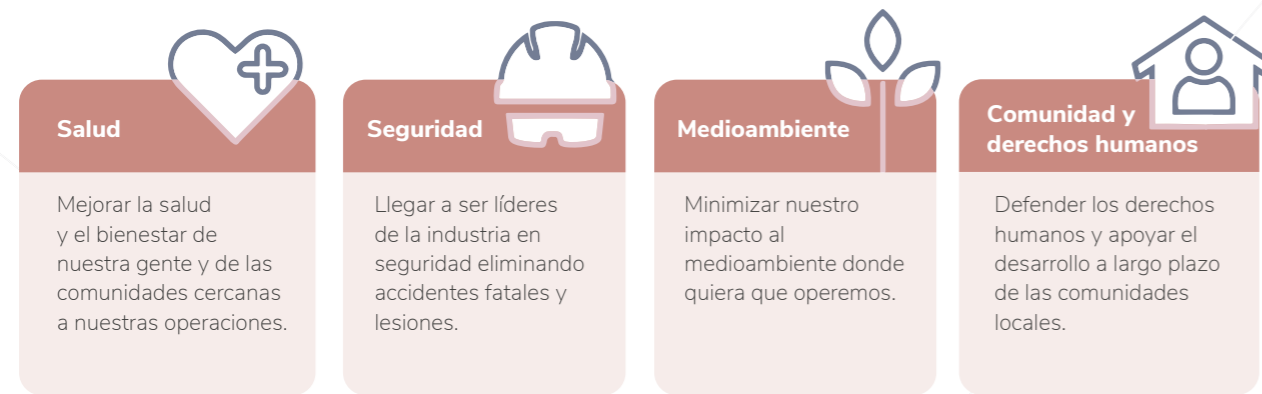 Salud
Mejorar la salud
y el bienestar de
nuestra gente y de las
comunidades cercanas
a nuestras operaciones.
Seguridad
Llegar a ser líderes
de la industria en
seguridad eliminando
accidentes fatales y
lesiones.
Medioambiente
Minimizar nuestro
impacto al
medioambiente donde
quiera que operemos.
Comunidad y
derechos humanos
Defender los derechos
humanos y apoyar el
desarrollo a largo plazo
de las comunidades
locales.